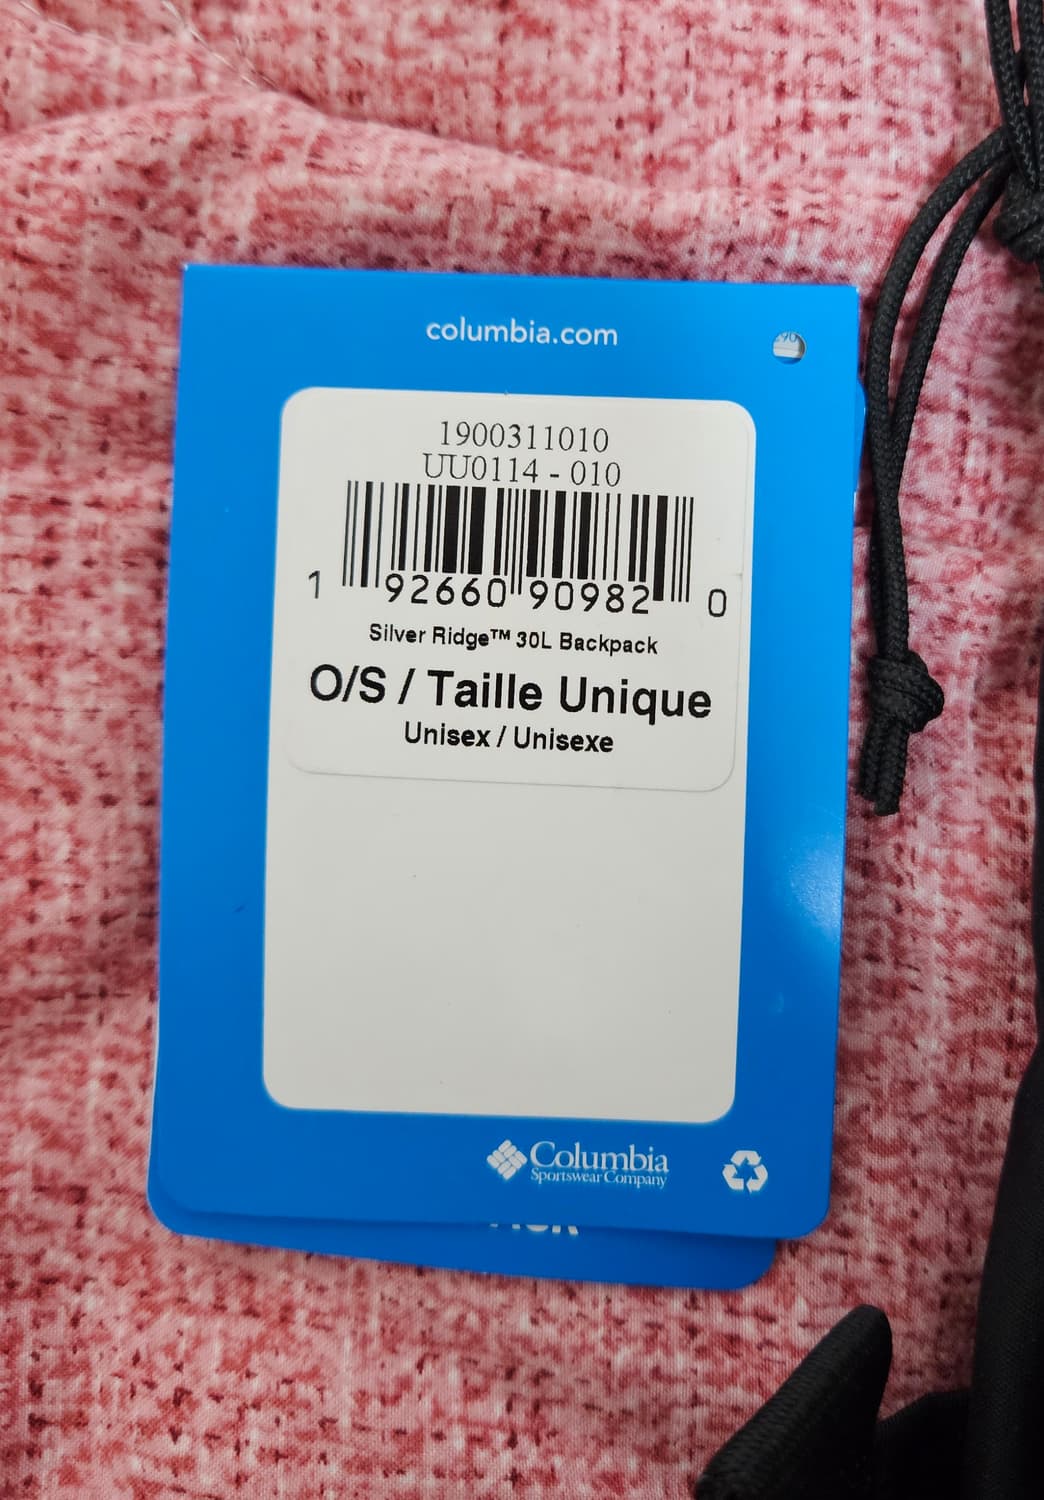 columbia.com
1900311010
UU0114 - 010
1 92660 90982 0
Silver Ridge™ 30L Backpack
O/S / Taille Unique
Unisex / Unisexe
Columbia
Sportswear Company